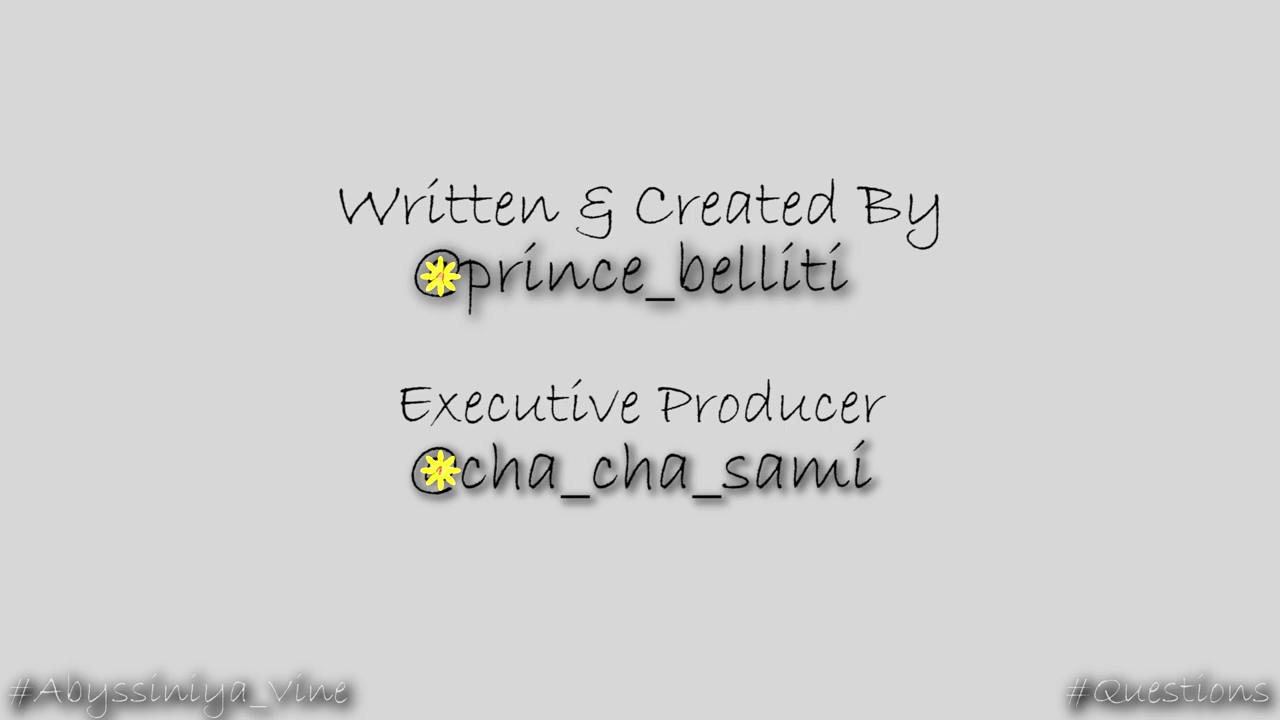 Written & Created By
@prince_belliti
Executive Producer
@cha_cha_sami
#Abyssiniya_Vine
#Questions